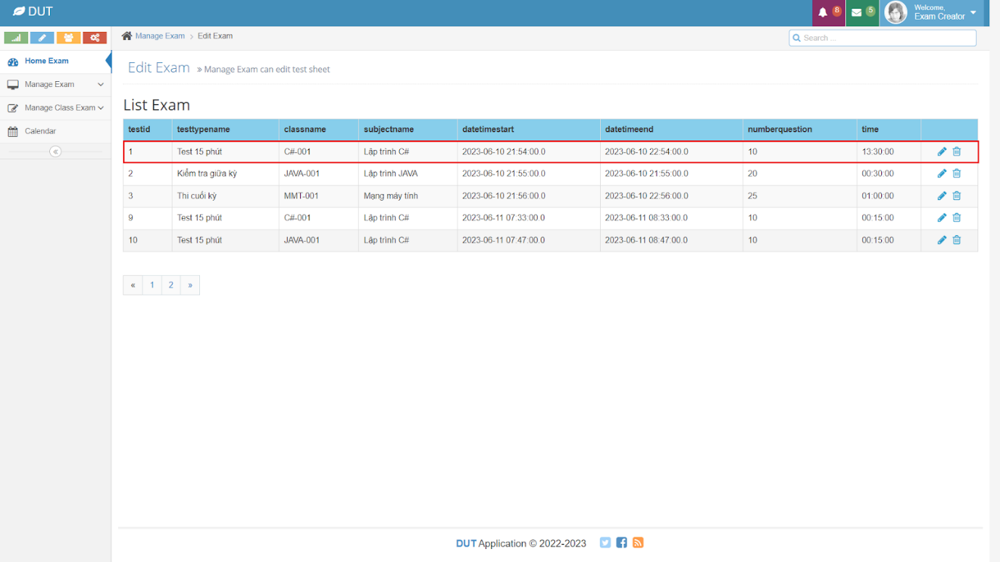 DUT
8
5
Welcome,
Exam Creator
Manage Exam > Edit Exam
Search ...
Home Exam
Manage Exam
Manage Class Exam
Calendar
Edit Exam » Manage Exam can edit test sheet
List Exam
testid testtypename classname subjectname datetimestart datetimeend numberquestion time
1 Test 15 phút C#-001 Lập trình C# 2023-06-10 21:54:00.0 2023-06-10 22:54:00.0 10 13:30:00
2 Kiểm tra giữa kỳ JAVA-001 Lập trình JAVA 2023-06-10 21:55:00.0 2023-06-10 21:55:00.0 20 00:30:00
3 Thi cuối kỳ MMT-001 Mạng máy tính 2023-06-10 21:56:00.0 2023-06-10 22:56:00.0 25 01:00:00
9 Test 15 phút C#-001 Lập trình C# 2023-06-11 07:33:00.0 2023-06-11 08:33:00.0 10 00:15:00
10 Test 15 phút JAVA-001 Lập trình C# 2023-06-11 07:47:00.0 2023-06-11 08:47:00.0 10 00:15:00
« 1 2 »
DUT Application © 2022-2023